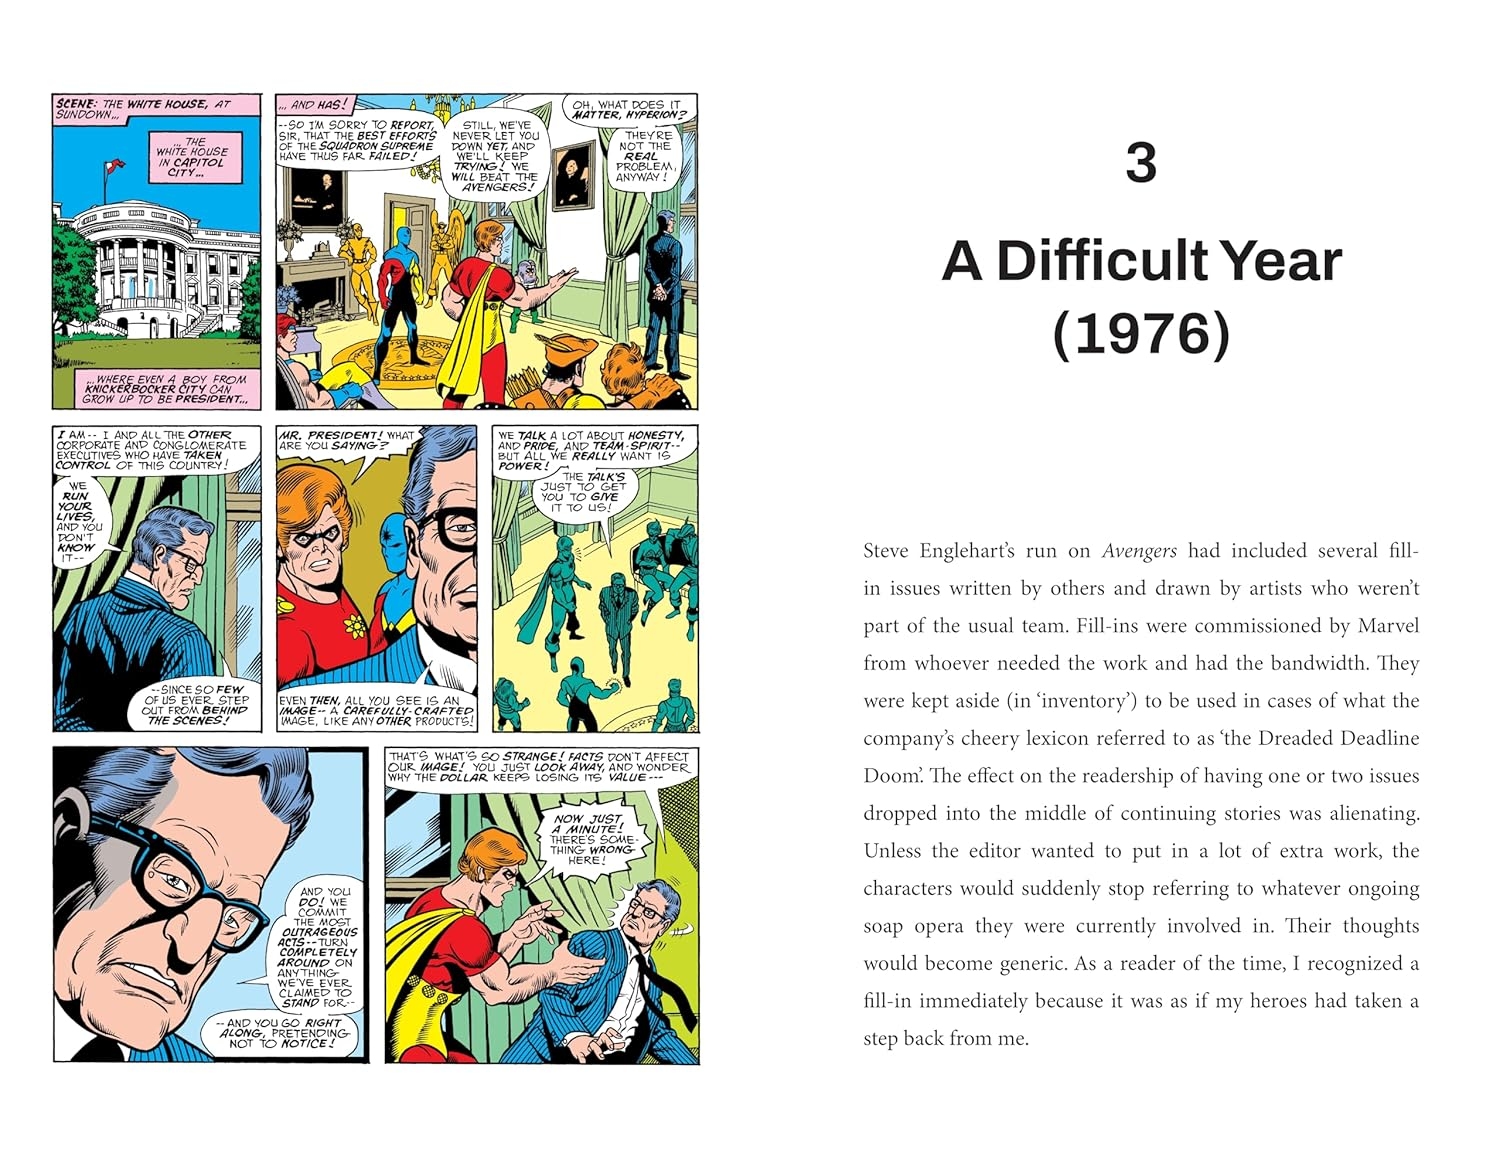 SCENE: THE WHITE HOUSE, AT
SUNDOWN...
... THE
WHITE HOUSE
IN CAPITOL
CITY...
...WHERE EVEN A BOY FROM
KNICKERBOCKER CITY CAN
GROW UP TO BE PRESIDENT...
... AND HAS!
--SO I'M SORRY TO REPORT,
SIR, THAT THE BEST EFFORTS
OF THE SQUADRON SUPREME
HAVE THUS FAR FAILED!
STILL, WE'VE
NEVER LET YOU
DOWN YET, AND
WE'LL KEEP
TRYING! WE
WILL BEAT THE
AVENGERS!
OH, WHAT DOES IT
MATTER, HYPERION?
THEY'RE
NOT THE
REAL
PROBLEM,
ANYWAY!
I AM-- I AND ALL THE OTHER
CORPORATE AND CONGLOMERATE
EXECUTIVES WHO HAVE TAKEN
CONTROL OF THIS COUNTRY!
WE
RUN
YOUR
LIVES,
AND YOU
DON'T
KNOW
IT--
--SINCE SO FEW
OF US EVER STEP
OUT FROM BEHIND
THE SCENES!
MR. PRESIDENT! WHAT
ARE YOU SAYING?
EVEN THEN, ALL YOU SEE IS AN
IMAGE-- A CAREFULLY-CRAFTED
IMAGE, LIKE ANY OTHER PRODUCTS!
WE TALK A LOT ABOUT HONESTY,
AND PRIDE, AND TEAM-SPIRIT--
BUT ALL WE REALLY WANT IS
POWER!
THE TALK'S
JUST TO GET
YOU TO GIVE
IT TO US!
AND YOU
DO! WE
COMMIT
THE MOST
OUTRAGEOUS
ACTS--TURN
COMPLETELY
AROUND ON
ANYTHING
WE'VE EVER
CLAIMED TO
STAND FOR--
--AND YOU GO RIGHT
ALONG, PRETENDING
NOT TO NOTICE!
THAT'S WHAT'S SO STRANGE! FACTS DON'T AFFECT
OUR IMAGE! YOU JUST LOOK AWAY, AND WONDER
WHY THE DOLLAR KEEPS LOSING ITS VALUE---
NOW JUST
A MINUTE!
THERE'S SOME-
THING WRONG
HERE!
3
A Difficult Year
(1976)
Steve Englehart's run on Avengers had included several fill-
in issues written by others and drawn by artists who weren't
part of the usual team. Fill-ins were commissioned by Marvel
from whoever needed the work and had the bandwidth. They
were kept aside (in 'inventory') to be used in cases of what the
company's cheery lexicon referred to as 'the Dreaded Deadline
Doom'. The effect on the readership of having one or two issues
dropped into the middle of continuing stories was alienating.
Unless the editor wanted to put in a lot of extra work, the
characters would suddenly stop referring to whatever ongoing
soap opera they were currently involved in. Their thoughts
would become generic. As a reader of the time, I recognized a
fill-in immediately because it was as if my heroes had taken a
step back from me.